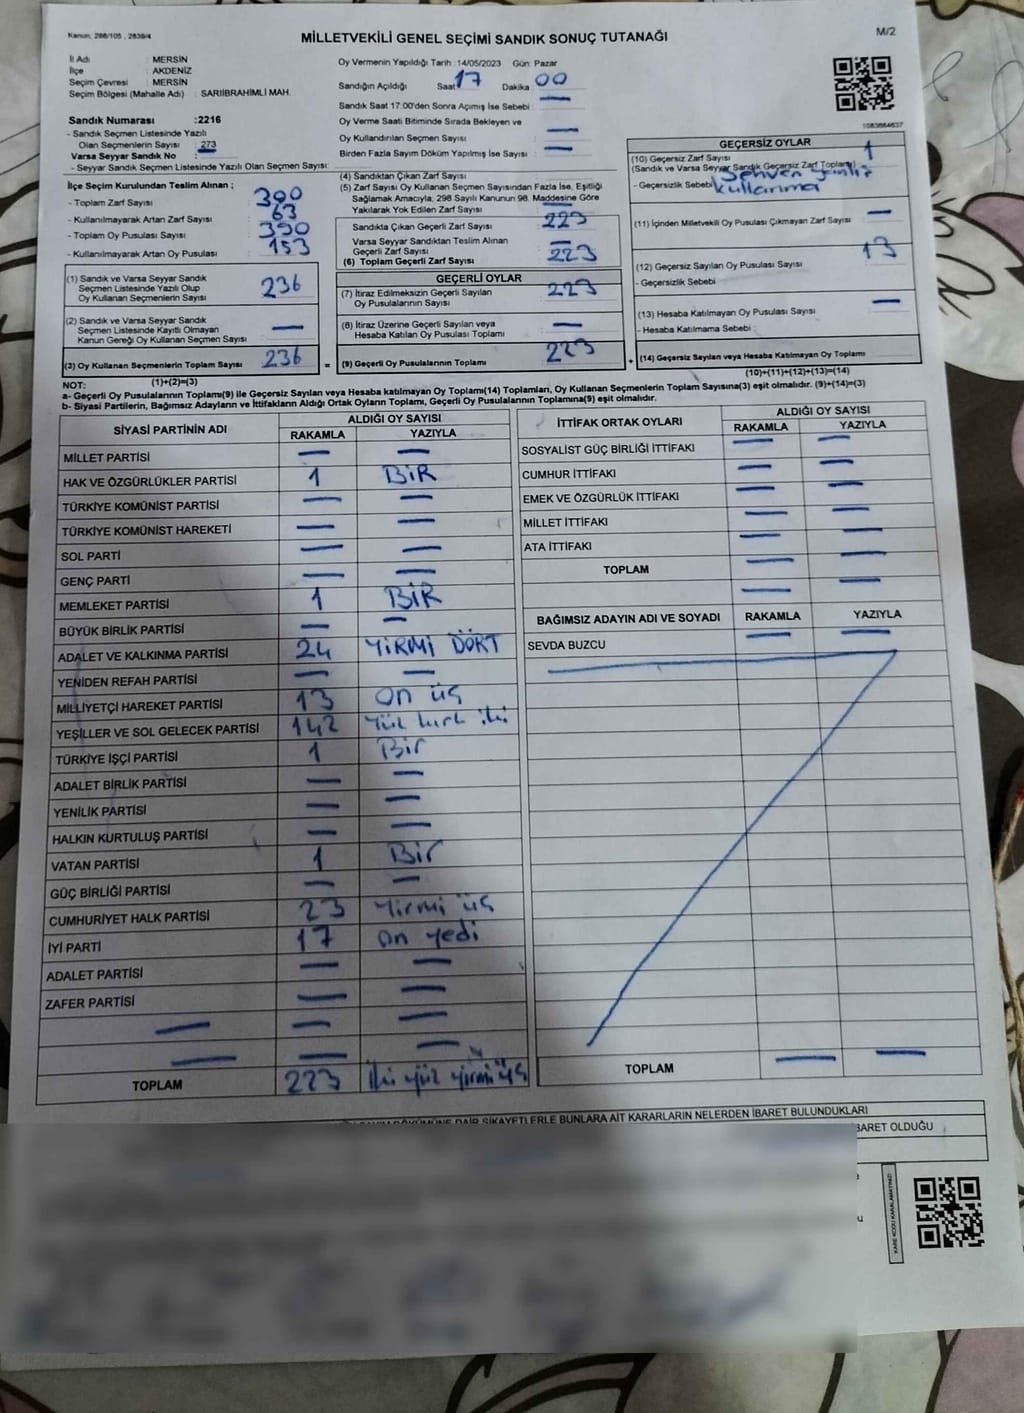 Kanun: 298/105 , 2839/4
MİLLETVEKİLİ GENEL SEÇİMİ SANDIK SONUÇ TUTANAĞI
M/2
İl Adı : MERSİN
İlçe : AKDENİZ
Seçim Çevresi : MERSİN
Seçim Bölgesi (Mahalle Adı) : SARIİBRAHİMLİ MAH.
Sandık Numarası :2216
- Sandık Seçmen Listesinde Yazılı
Olan Seçmenlerin Sayısı : 273
Varsa Seyyar Sandık No :
- Seyyar Sandık Seçmen Listesinde Yazılı Olan Seçmen Sayısı:
Oy Vermenin Yapıldığı Tarih :14/05/2023 Gün: Pazar
Sandığın Açıldığı Saat 17 Dakika 00
Sandık Saat 17:00'den Sonra Açımış İse Sebebi : —
Oy Verme Saati Bitiminde Sırada Bekleyen ve
Oy Kullandırılan Seçmen Sayısı : —
Birden Fazla Sayım Döküm Yapılmış İse Sayısı : —
İlçe Seçim Kurulundan Teslim Alınan ;
- Toplam Zarf Sayısı : 300
- Kullanılmayarak Artan Zarf Sayısı : 63
- Toplam Oy Pusulası Sayısı :
- Kullanılmayarak Artan Oy Pusulası : 153
(1) Sandık ve Varsa Seyyar Sandık
Seçmen Listesinde Yazılı Olup
Oy Kullanan Seçmenlerin Sayısı : 236
(2) Sandık ve Varsa Seyyar Sandık
Seçmen Listesinde Kayıtlı Olmayan
Kanun Gereği Oy Kullanan Seçmen Sayısı : —
(3) Oy Kullanan Seçmenlerin Toplam Sayısı 236
(1)+(2)=(3)
(4) Sandıktan Çıkan Zarf Sayısı
(5) Zarf Sayısı Oy Kullanan Seçmen Sayısından Fazla İse, Eşitliği
Sağlamak Amacıyla; 298 Sayılı Kanunun 98. Maddesine Göre
Yakılarak Yok Edilen Zarf Sayısı : —
Sandıkta Çıkan Geçerli Zarf Sayısı : 223
Varsa Seyyar Sandıktan Teslim Alınan
Geçerli Zarf Sayısı : —
(6) Toplam Geçerli Zarf Sayısı : 223
GEÇERLİ OYLAR
(7) İtiraz Edilmeksizin Geçerli Sayılan
Oy Pusulalarının Sayısı : 223
(8) İtiraz Üzerine Geçerli Sayılan veya
Hesaba Katılan Oy Pusulası Toplamı : —
= (9) Geçerli Oy Pusulalarının Toplamı : 223
1083664637
GEÇERSİZ OYLAR
(10) Geçersiz Zarf Sayısı 1
(Sandık ve Varsa Seyyar Sandık Geçersiz Zarf Toplamı)
- Geçersizlik Sebebi Sehven
kullanma
(11) İçinden Milletvekili Oy Pusulası Çıkmayan Zarf Sayısı : —
(12) Geçersiz Sayılan Oy Pusulası Sayısı : 13
- Geçersizlik Sebebi
(13) Hesaba Katılmayan Oy Pusulası Sayısı : —
- Hesaba Katılmama Sebebi
+ (14) Geçersiz Sayılan veya Hesaba Katılmayan Oy Toplamı
(10)+(11)+(12)+(13)=(14)
NOT:
a- Geçerli Oy Pusulalarının Toplamı(9) ile Geçersiz Sayılan veya Hesaba katılmayan Oy Toplamı(14) Toplamları, Oy Kullanan Seçmenlerin Toplam Sayısına(3) eşit olmalıdır. (9)+(14)=(3)
b- Siyasi Partilerin, Bağımsız Adayların ve İttifakların Aldığı Ortak Oyların Toplamı, Geçerli Oy Pusulalarının Toplamına(9) eşit olmalıdır.
SİYASİ PARTİNİN ADI ALDIĞI OY SAYISI
RAKAMLA YAZIYLA
MİLLET PARTİSİ — —
HAK VE ÖZGÜRLÜKLER PARTİSİ 1 BİR
TÜRKİYE KOMÜNİST PARTİSİ — —
TÜRKİYE KOMÜNİST HAREKETİ — —
SOL PARTİ — —
GENÇ PARTİ — —
MEMLEKET PARTİSİ 1 BİR
BÜYÜK BİRLİK PARTİSİ — —
ADALET VE KALKINMA PARTİSİ 24 YİRMİ DÖRT
YENİDEN REFAH PARTİSİ — —
MİLLİYETÇİ HAREKET PARTİSİ 13 on üç
YEŞİLLER VE SOL GELECEK PARTİSİ 142 Yüz kırk iki
TÜRKİYE İŞÇİ PARTİSİ 1 Bir
ADALET BİRLİK PARTİSİ — —
YENİLİK PARTİSİ — —
HALKIN KURTULUŞ PARTİSİ — —
VATAN PARTİSİ 1 Bir
GÜÇ BİRLİĞİ PARTİSİ — —
CUMHURİYET HALK PARTİSİ 23 Yirmi üç
İYİ PARTİ 17 on yedi
ADALET PARTİSİ — —
ZAFER PARTİSİ — —
— — —
— — —
TOPLAM 223 İki yüz yirmi üç
İTTİFAK ORTAK OYLARI ALDIĞI OY SAYISI
RAKAMLA YAZIYLA
SOSYALİST GÜÇ BİRLİĞİ İTTİFAKI — —
CUMHUR İTTİFAKI — —
EMEK VE ÖZGÜRLÜK İTTİFAKI — —
MİLLET İTTİFAKI — —
ATA İTTİFAKI — —
TOPLAM — —
BAĞIMSIZ ADAYIN ADI VE SOYADI RAKAMLA YAZIYLA
SEVDA BUZCU — —
TOPLAM — —
DÖKÜMÜNE DAİR ŞİKAYETLERLE BUNLARA AİT KARARLARIN NELERDEN İBARET BULUNDUKLARI
İBARET OLDUĞU
KARE KODU KARALAMAYINIZ!